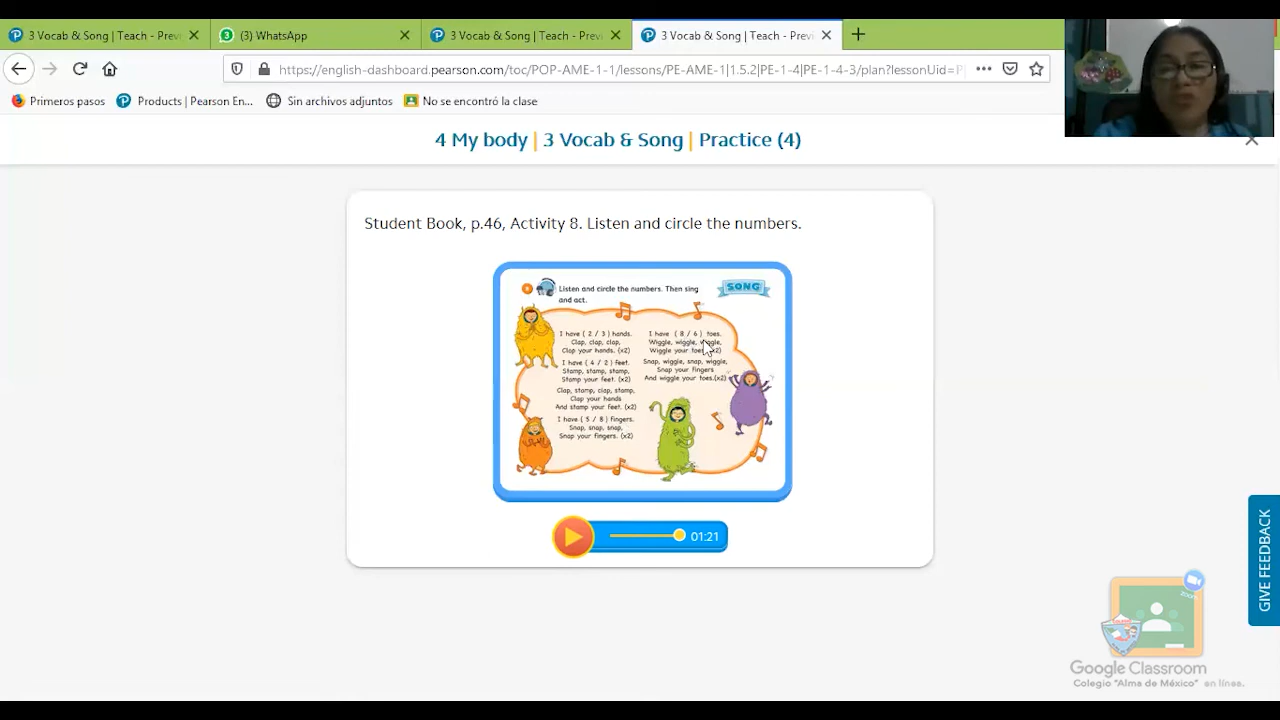 3 Vocab & Song | Teach - Prev
(3) WhatsApp
3 Vocab & Song | Teach - Previ
3 Vocab & Song | Teach - Previ
https://english-dashboard.pearson.com/toc/POP-AME-1-1/lessons/PE-AME-1|1.5.2|PE-1-4|PE-1-4-3/plan?lessonUid=P
Primeros pasos
Products | Pearson En...
Sin archivos adjuntos
No se encontró la clase
4 My body | 3 Vocab & Song | Practice (4)
Student Book, p.46, Activity 8. Listen and circle the numbers.
8 Listen and circle the numbers. Then sing
and act.
SONG
I have ( 2 / 3 ) hands.
Clap, clap, clap,
Clap your hands. (x2)
I have ( 4 / 2 ) feet.
Stamp, stamp, stamp,
Stamp your feet. (x2)
Clap, stamp, clap, stamp,
Clap your hands
And stamp your feet. (x2)
I have ( 5 / 8 ) fingers.
Snap, snap, snap,
Snap your fingers. (x2)
I have ( 8 / 6 ) toes.
Wiggle, wiggle, wiggle,
Wiggle your toes. (x2)
Snap, wiggle, snap, wiggle,
Snap your fingers
And wiggle your toes.(x2)
01:21
GIVE FEEDBACK
zoom
Google Classroom
Colegio "Alma de México" en línea.